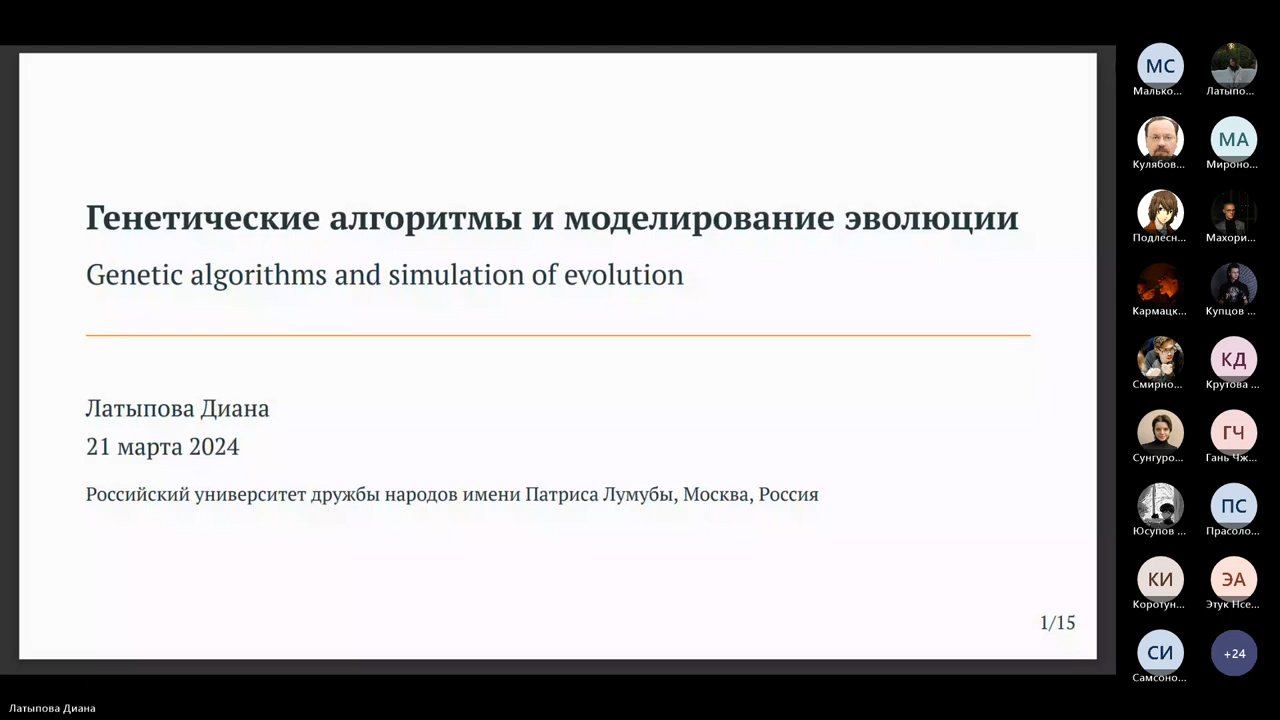 Генетические алгоритмы и моделирование эволюции
Genetic algorithms and simulation of evolution
Латыпова Диана
21 марта 2024
Российский университет дружбы народов имени Патриса Лумумбы, Москва, Россия
1/15
МС
Малько...
Латыпо...
Кулябов...
МА
Мироно...
Подлесн...
Махори...
Кармацк...
Купцов ...
Смирно...
КД
Крутова ...
Сунгуро...
ГЧ
Гань Чж...
Юсупов ...
ПС
Прасоло...
КИ
Коротун...
ЭА
Этук Нсе...
СИ
Самсоно...
+24
Латыпова Диана